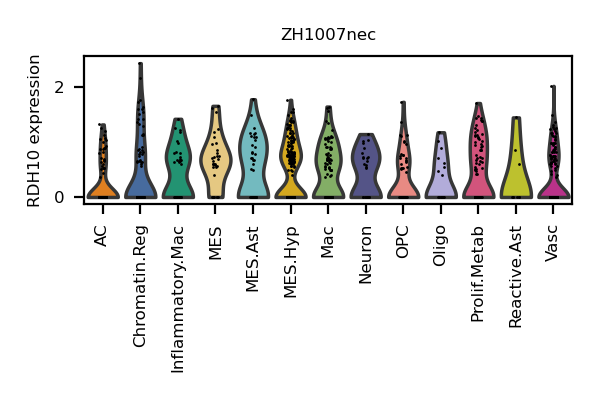 ZH1007nec
RDH10 expression
2
0
AC
Chromatin.Reg
Inflammatory.Mac
MES
MES.Ast
MES.Hyp
Mac
Neuron
OPC
Oligo
Prolif.Metab
Reactive.Ast
Vasc